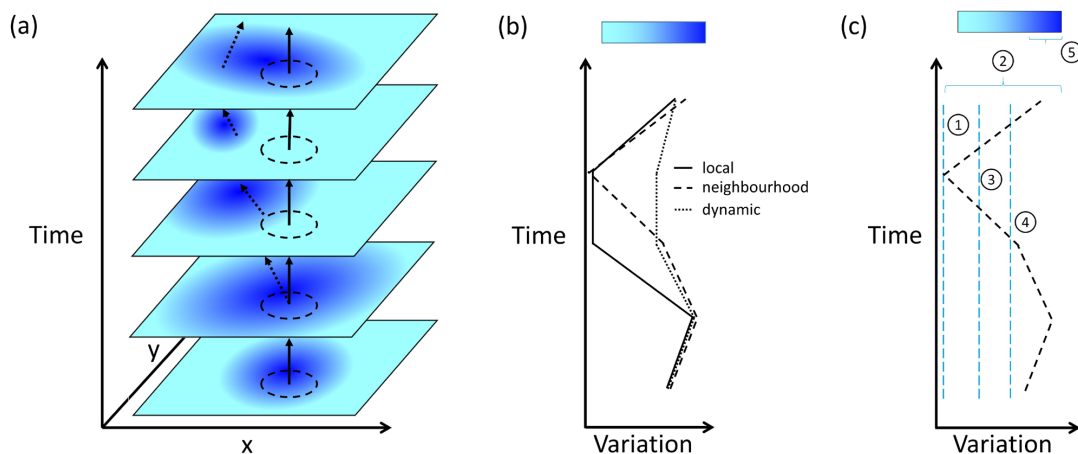 (a)
Time
y
x
(b)
local
neighbourhood
dynamic
Time
Variation
(c)
⑤
②
①
③
④
Time
Variation